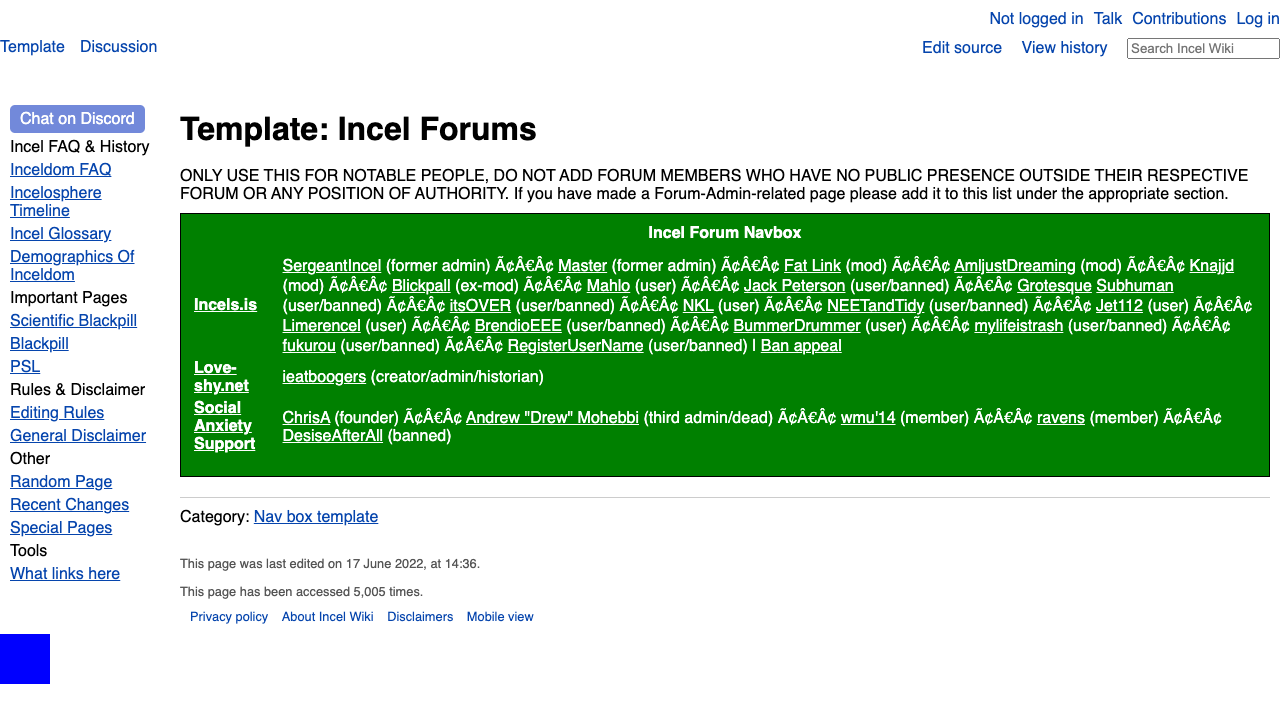 Not logged in Talk Contributions Log in
Template Discussion Edit source View history Search Incel Wiki
Chat on Discord
Incel FAQ & History
Inceldom FAQ
Incelosphere
Timeline
Incel Glossary
Demographics Of
Inceldom
Important Pages
Scientific Blackpill
Blackpill
PSL
Rules & Disclaimer
Editing Rules
General Disclaimer
Other
Random Page
Recent Changes
Special Pages
Tools
What links here
Template: Incel Forums
ONLY USE THIS FOR NOTABLE PEOPLE, DO NOT ADD FORUM MEMBERS WHO HAVE NO PUBLIC PRESENCE OUTSIDE THEIR RESPECTIVE
FORUM OR ANY POSITION OF AUTHORITY. If you have made a Forum-Admin-related page please add it to this list under the appropriate section.
Incel Forum Navbox
Incels.is
SergeantIncel (former admin) Ã¢Â€Â¢ Master (former admin) Ã¢Â€Â¢ Fat Link (mod) Ã¢Â€Â¢ AmIjustDreaming (mod) Ã¢Â€Â¢ Knajjd
(mod) Ã¢Â€Â¢ Blickpall (ex-mod) Ã¢Â€Â¢ Mahlo (user) Ã¢Â€Â¢ Jack Peterson (user/banned) Ã¢Â€Â¢ Grotesque Subhuman
(user/banned) Ã¢Â€Â¢ itsOVER (user/banned) Ã¢Â€Â¢ NKL (user) Ã¢Â€Â¢ NEETandTidy (user/banned) Ã¢Â€Â¢ Jet112 (user) Ã¢Â€Â¢
Limerencel (user) Ã¢Â€Â¢ BrendioEEE (user/banned) Ã¢Â€Â¢ BummerDrummer (user) Ã¢Â€Â¢ mylifeistrash (user/banned) Ã¢Â€Â¢
fukurou (user/banned) Ã¢Â€Â¢ RegisterUserName (user/banned) l Ban appeal
Love-
shy.net
ieatboogers (creator/admin/historian)
Social
Anxiety
Support
ChrisA (founder) Ã¢Â€Â¢ Andrew "Drew" Mohebbi (third admin/dead) Ã¢Â€Â¢ wmu'14 (member) Ã¢Â€Â¢ ravens (member) Ã¢Â€Â¢
DesiseAfterAll (banned)
Category: Nav box template
This page was last edited on 17 June 2022, at 14:36.
This page has been accessed 5,005 times.
Privacy policy About Incel Wiki Disclaimers Mobile view